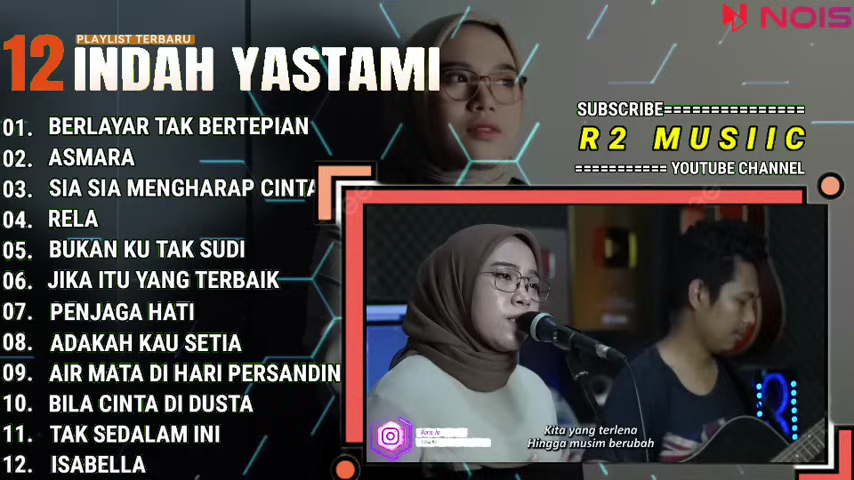 NOIS
PLAYLIST TERBARU
12 INDAH YASTAMI
01. BERLAYAR TAK BERTEPIAN
02. ASMARA
03. SIA SIA MENGHARAP CINTA
04. RELA
05. BUKAN KU TAK SUDI
06. JIKA ITU YANG TERBAIK
07. PENJAGA HATI
08. ADAKAH KAU SETIA
09. AIR MATA DI HARI PERSANDIN
10. BILA CINTA DI DUSTA
11. TAK SEDALAM INI
12. ISABELLA
SUBSCRIBE===============
R2 MUSIIC
=========== YOUTUBE CHANNEL
Kita yang terlena
Hingga musim berubah